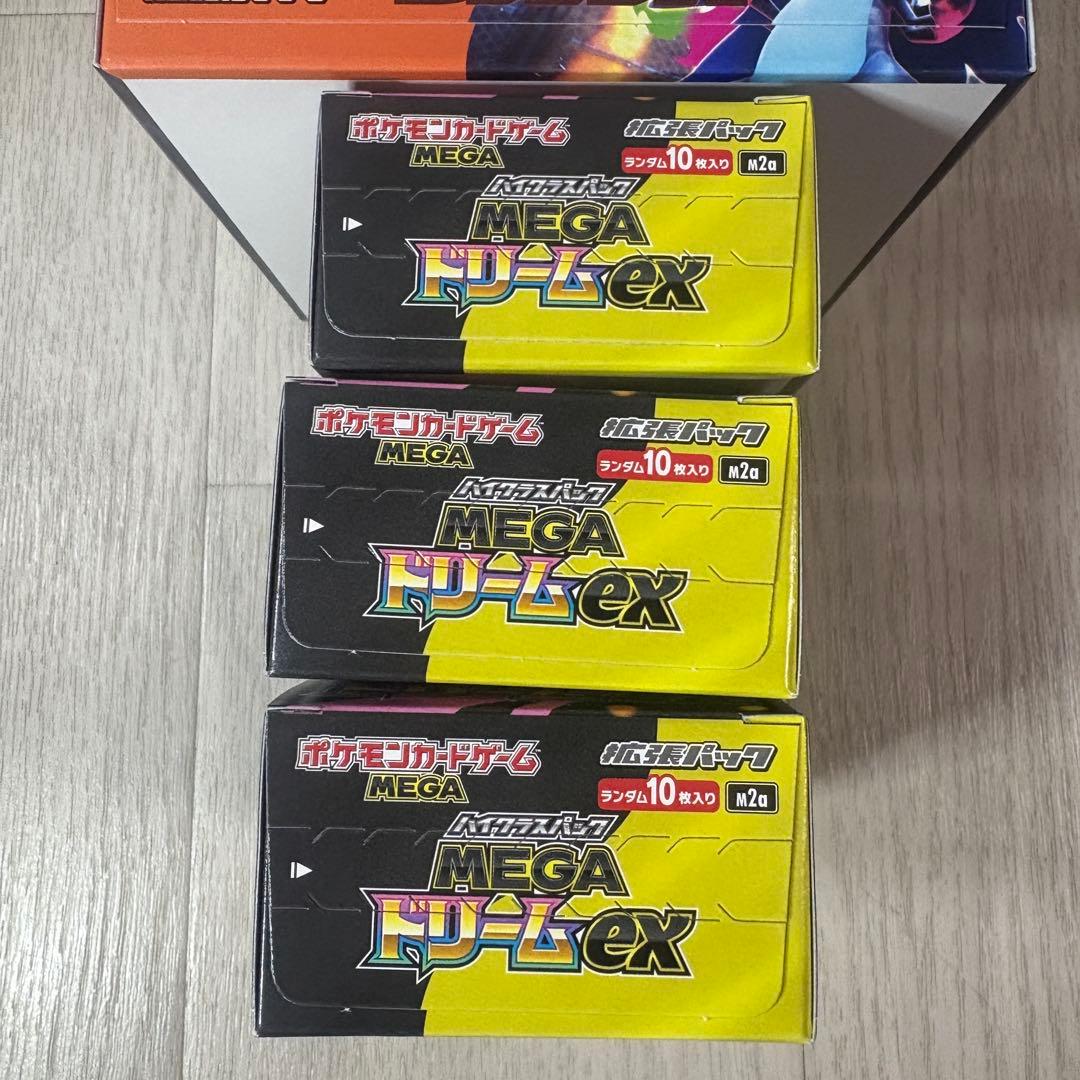 ポケモンカードゲーム
MEGA
拡張パック
ランダム10枚入り
M2a
ハイクラスパック
MEGA
ドリームex
ポケモンカードゲーム
MEGA
拡張パック
ランダム10枚入り
M2a
ハイクラスパック
MEGA
ドリームex
ポケモンカードゲーム
MEGA
拡張パック
ランダム10枚入り
M2a
ハイクラスパック
MEGA
ドリームex